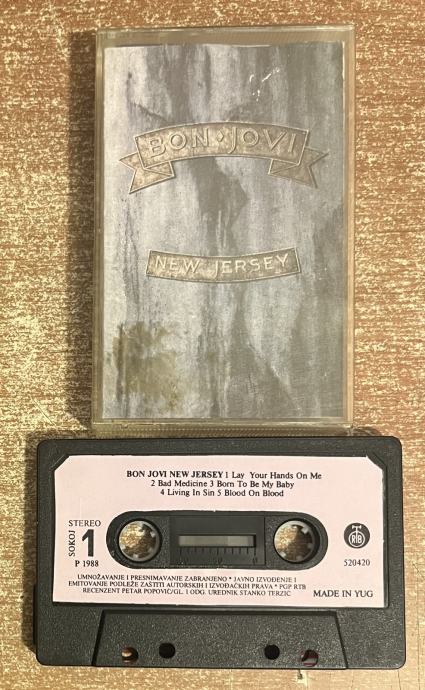 BON · JOVI
NEW JERSEY
BON JOVI NEW JERSEY 1 Lay Your Hands On Me
2 Bad Medicine 3 Born To Be My Baby
4 Living In Sin 5 Blood On Blood
STEREO
SOKOJ
1
P 1988
RTB
520420
UMNOŽAVANJE I PRESNIMAVANJE ZABRANJENO * JAVNO IZVOĐENJE I
EMITOVANJE PODLEŽE ZAŠTITI AUTORSKIH I IZVOĐAČKIH PRAVA * PGP RTB
RECENZENT PETAR POPOVIĆ/GL. I ODG. UREDNIK STANKO TERZIĆ
MADE IN YUG